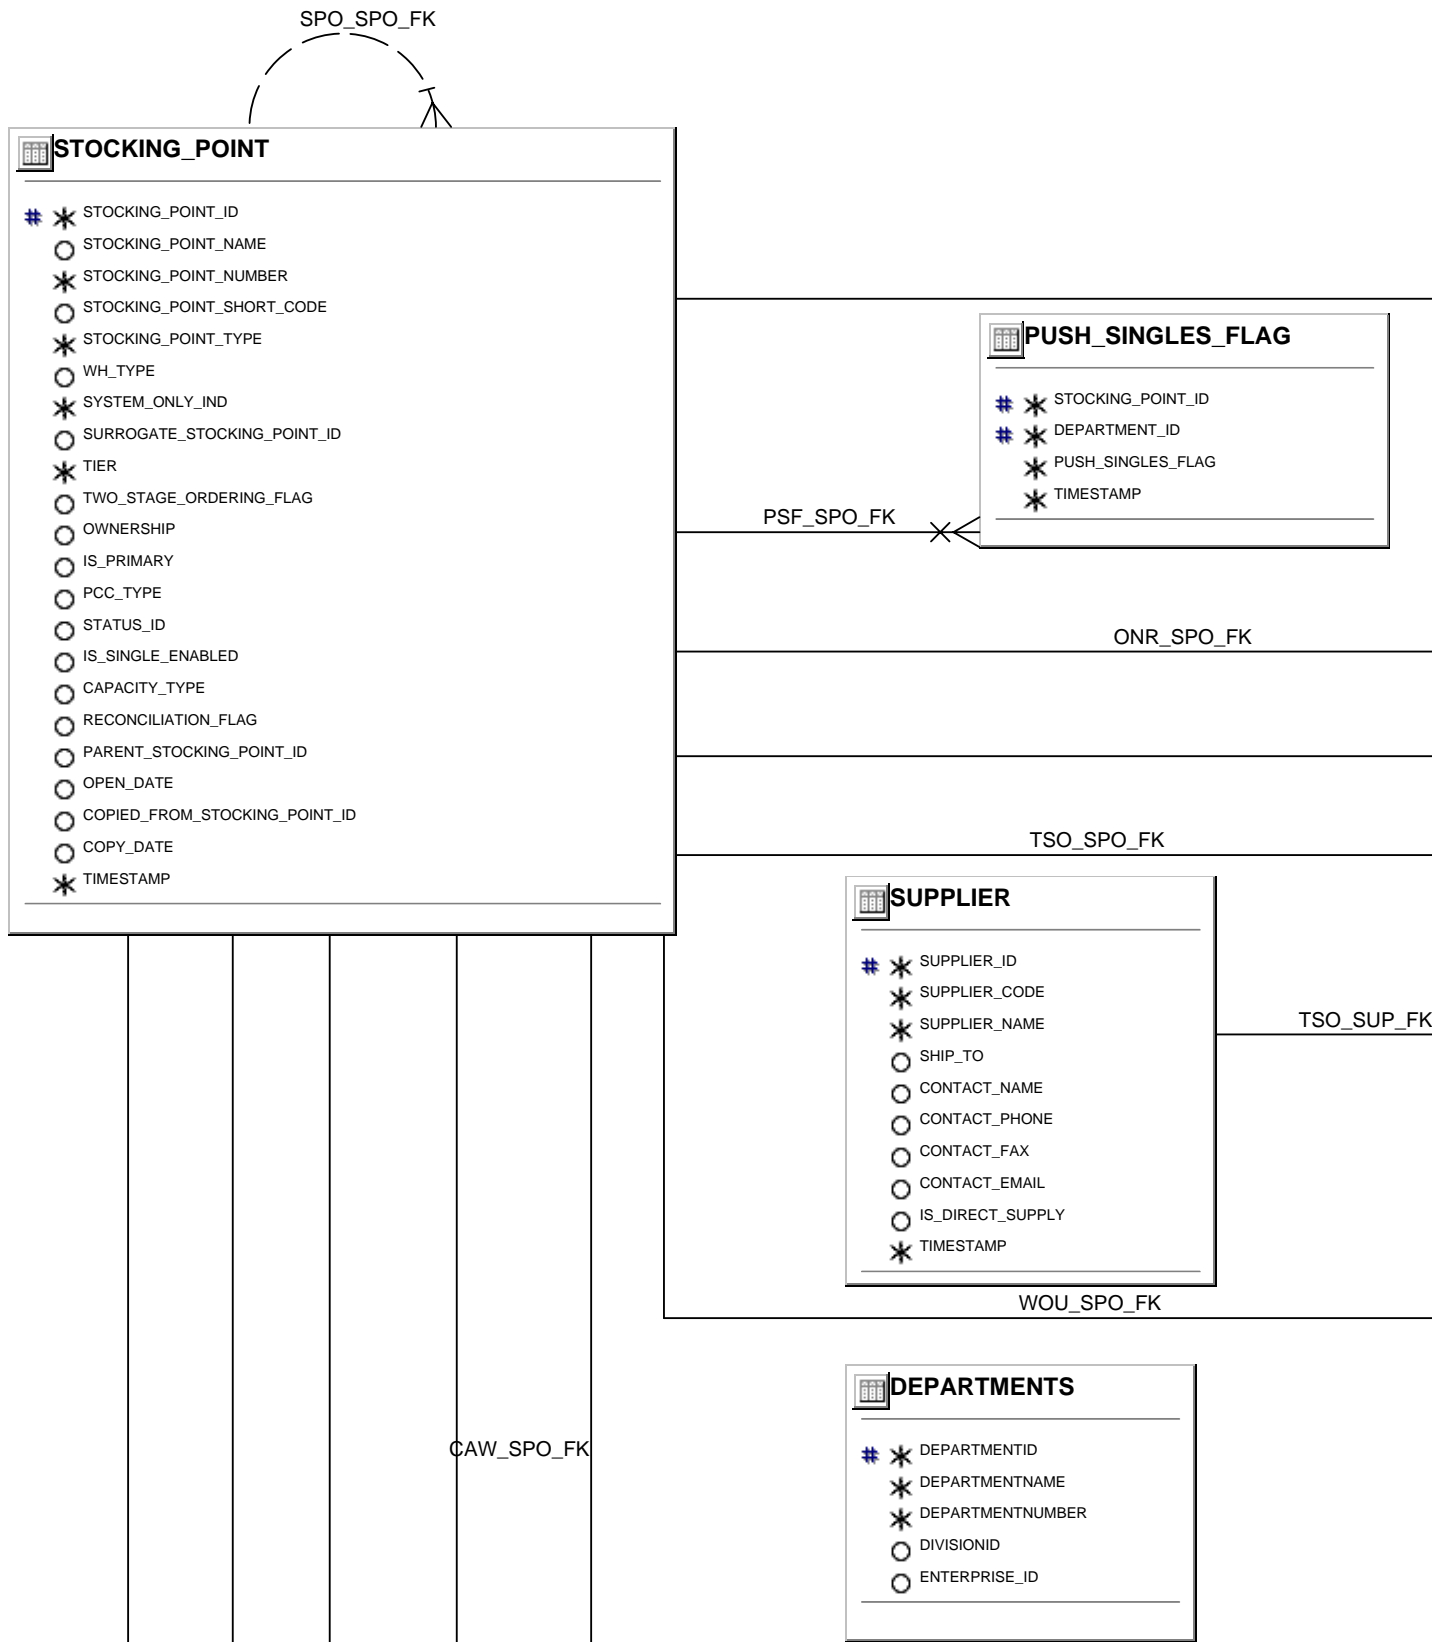 SPO_SPO_FK
STOCKING_POINT
# * STOCKING_POINT_ID
STOCKING_POINT_NAME
* STOCKING_POINT_NUMBER
STOCKING_POINT_SHORT_CODE
* STOCKING_POINT_TYPE
WH_TYPE
* SYSTEM_ONLY_IND
SURROGATE_STOCKING_POINT_ID
* TIER
TWO_STAGE_ORDERING_FLAG
OWNERSHIP
IS_PRIMARY
PCC_TYPE
STATUS_ID
IS_SINGLE_ENABLED
CAPACITY_TYPE
RECONCILIATION_FLAG
PARENT_STOCKING_POINT_ID
OPEN_DATE
COPIED_FROM_STOCKING_POINT_ID
COPY_DATE
* TIMESTAMP
PUSH_SINGLES_FLAG
# * STOCKING_POINT_ID
# * DEPARTMENT_ID
* PUSH_SINGLES_FLAG
* TIMESTAMP
PSF_SPO_FK
ONR_SPO_FK
TSO_SPO_FK
SUPPLIER
# * SUPPLIER_ID
* SUPPLIER_CODE
* SUPPLIER_NAME
SHIP_TO
CONTACT_NAME
CONTACT_PHONE
CONTACT_FAX
CONTACT_EMAIL
IS_DIRECT_SUPPLY
* TIMESTAMP
TSO_SUP_FK
WOU_SPO_FK
CAW_SPO_FK
DEPARTMENTS
# * DEPARTMENTID
* DEPARTMENTNAME
* DEPARTMENTNUMBER
DIVISIONID
ENTERPRISE_ID